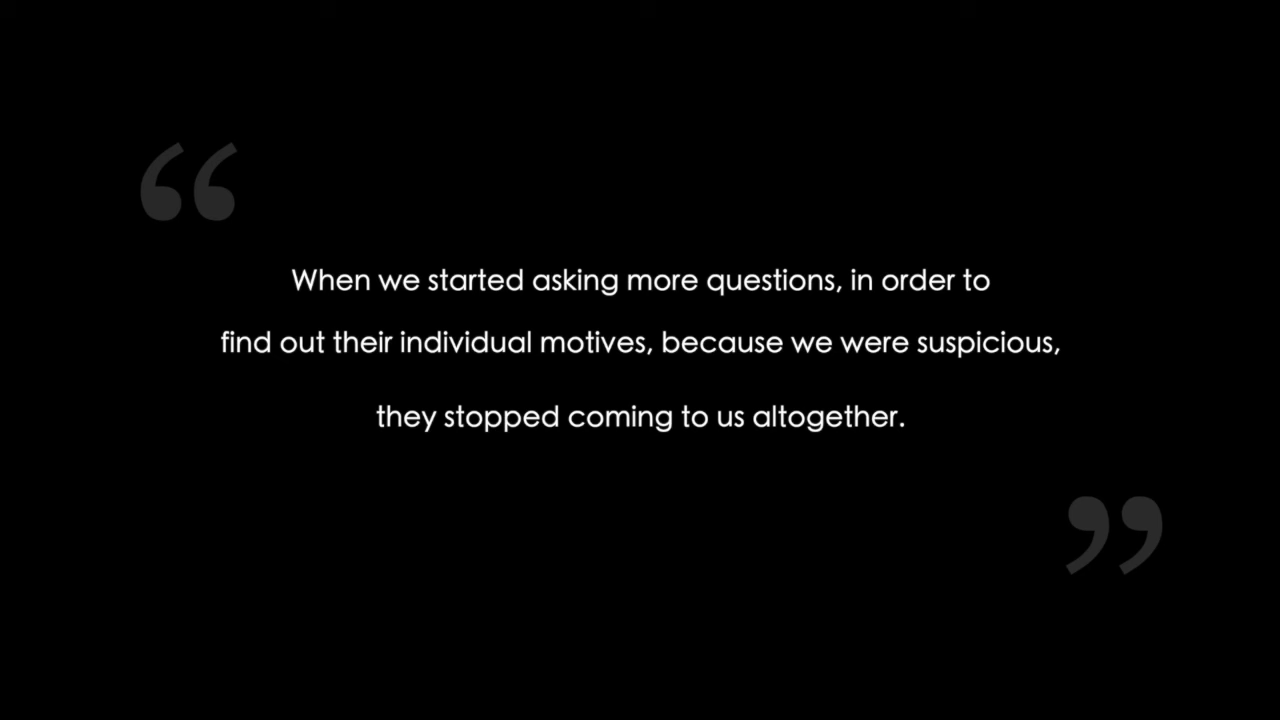 “
When we started asking more questions, in order to
find out their individual motives, because we were suspicious,
they stopped coming to us altogether.
”